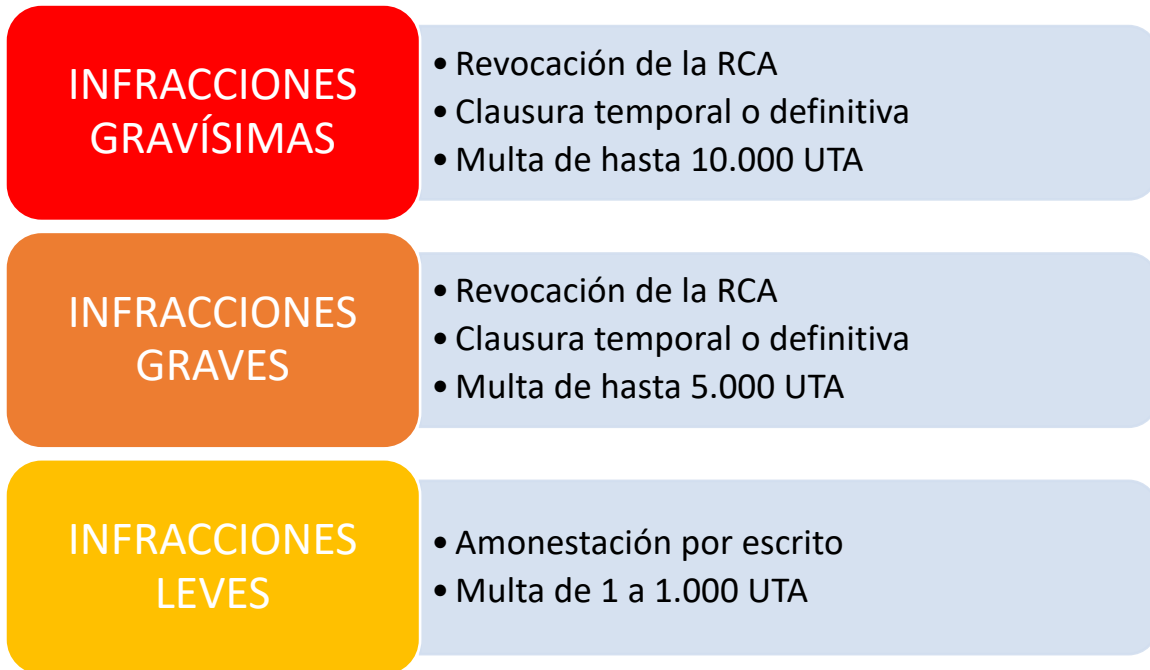 INFRACCIONES
GRAVÍSIMAS
• Revocación de la RCA
• Clausura temporal o definitiva
• Multa de hasta 10.000 UTA
INFRACCIONES
GRAVES
• Revocación de la RCA
• Clausura temporal o definitiva
• Multa de hasta 5.000 UTA
INFRACCIONES
LEVES
• Amonestación por escrito
• Multa de 1 a 1.000 UTA